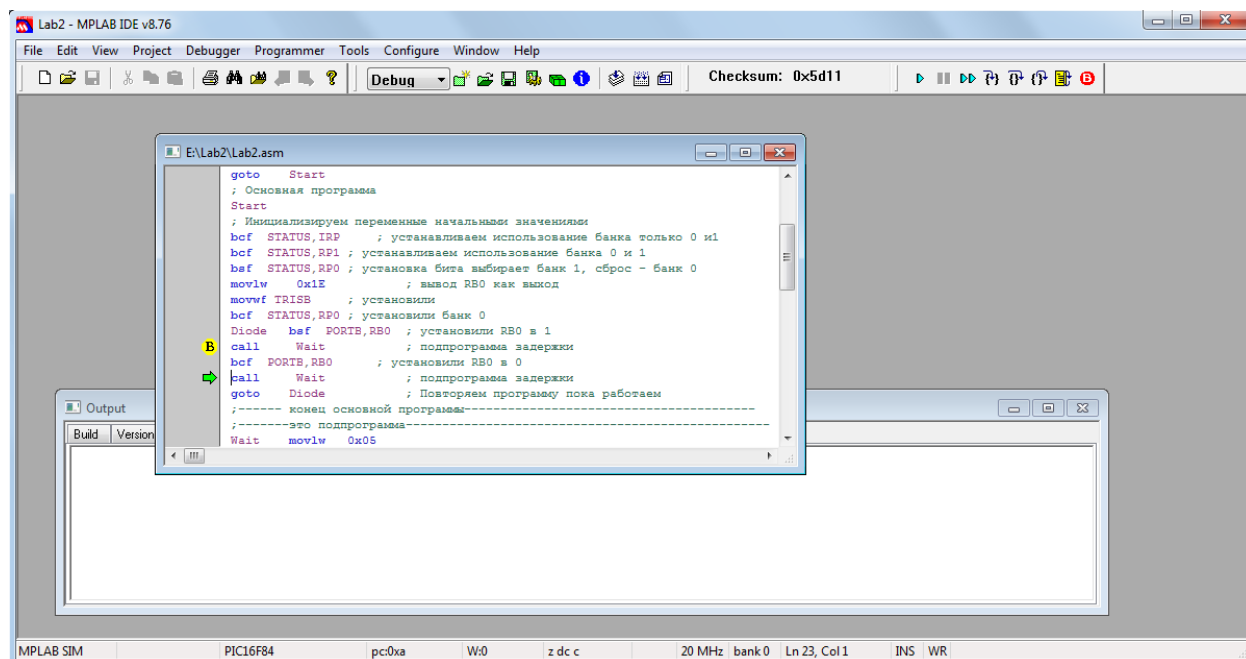 Lab2 - MPLAB IDE v8.76
File Edit View Project Debugger Programmer Tools Configure Window Help
Debug Checksum: 0x5d11
E:\Lab2\Lab2.asm
goto Start
; Основная программа
Start
; Инициализируем переменные начальными значениями
bcf STATUS,IRP ; устанавливаем использование банка только 0 и1
bcf STATUS,RP1 ; устанавливаем использование банка 0 и 1
bsf STATUS,RP0 ; установка бита выбирает банк 1, сброс - банк 0
movlw 0x1E ; вывод RB0 как выход
movwf TRISB ; установили
bcf STATUS,RP0 ; установили банк 0
Diode bsf PORTB,RB0 ; установили RB0 в 1
B call Wait ; подпрограмма задержки
bcf PORTB,RB0 ; установили RB0 в 0
call Wait ; подпрограмма задержки
goto Diode ; Повторяем программу пока работаем
;------ конец основной программы---------------------------------------
;-------это подпрограмма------------------------------------------------
Wait movlw 0x05
Output
Build Version
MPLAB SIM PIC16F84 pc:0xa W:0 z dc c 20 MHz bank 0 Ln 23, Col 1 INS WR